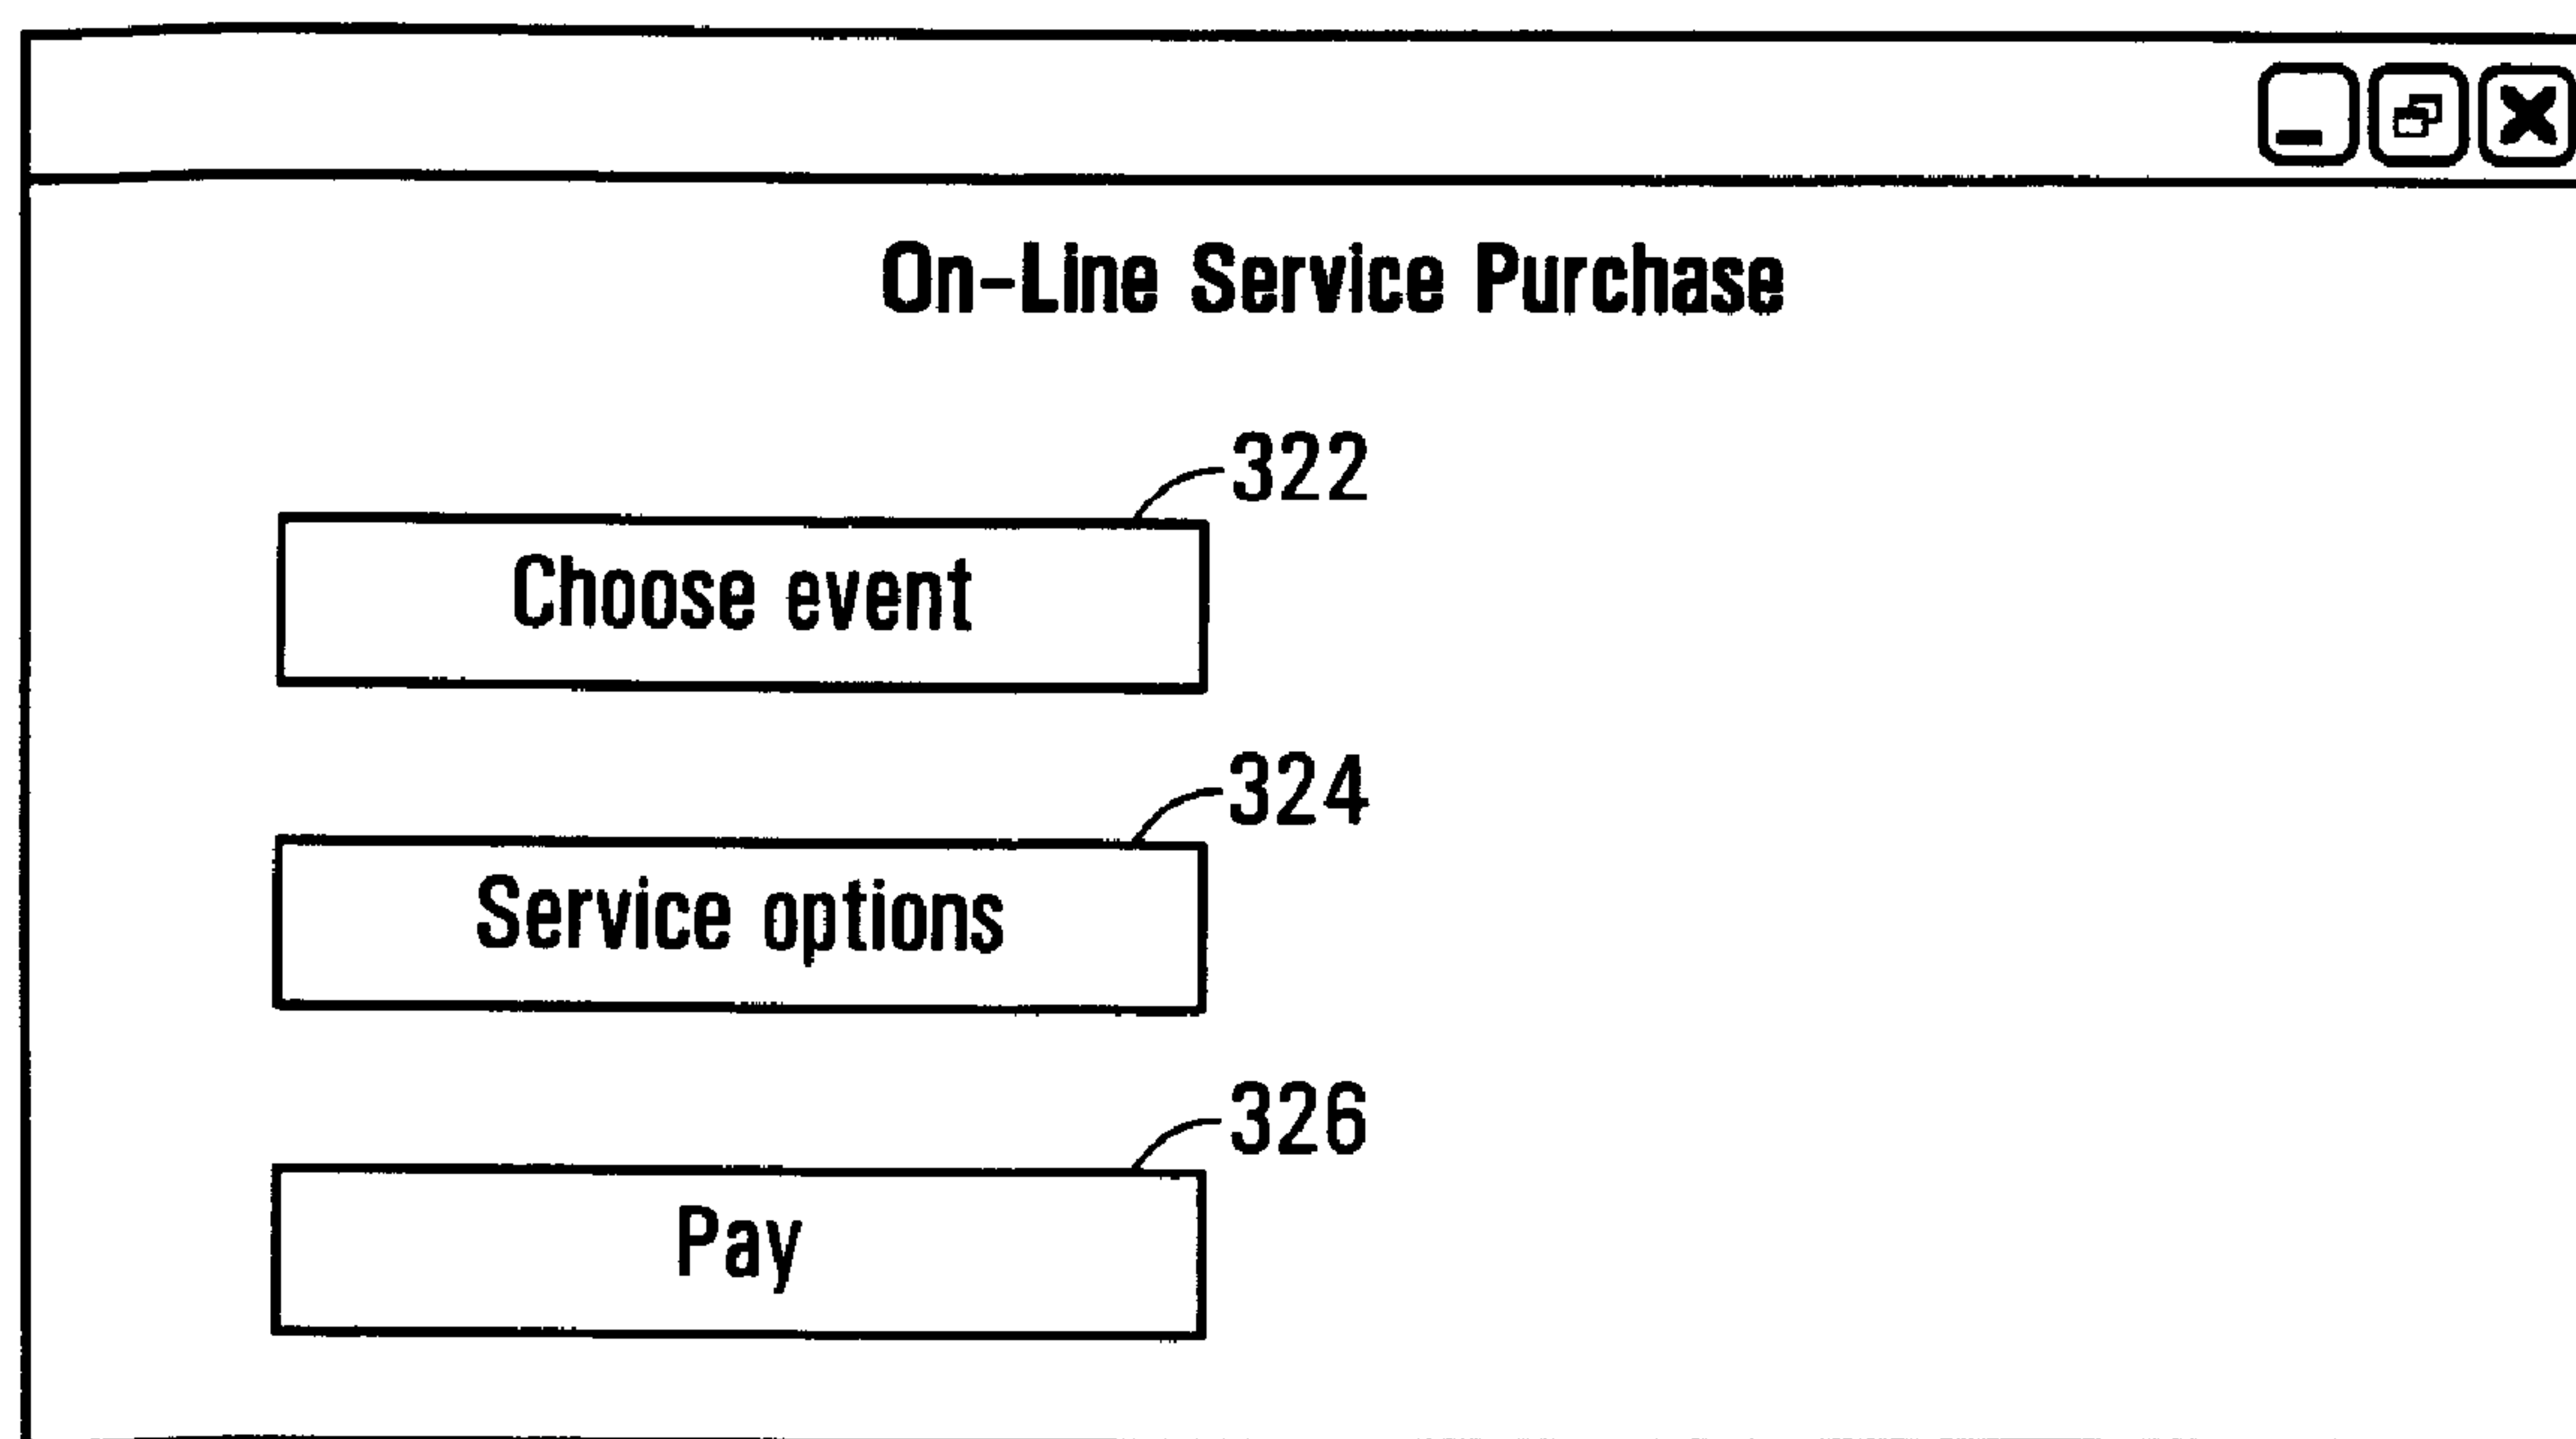 On-Line Service Purchase
322
Choose event
324
Service options
326
Pay